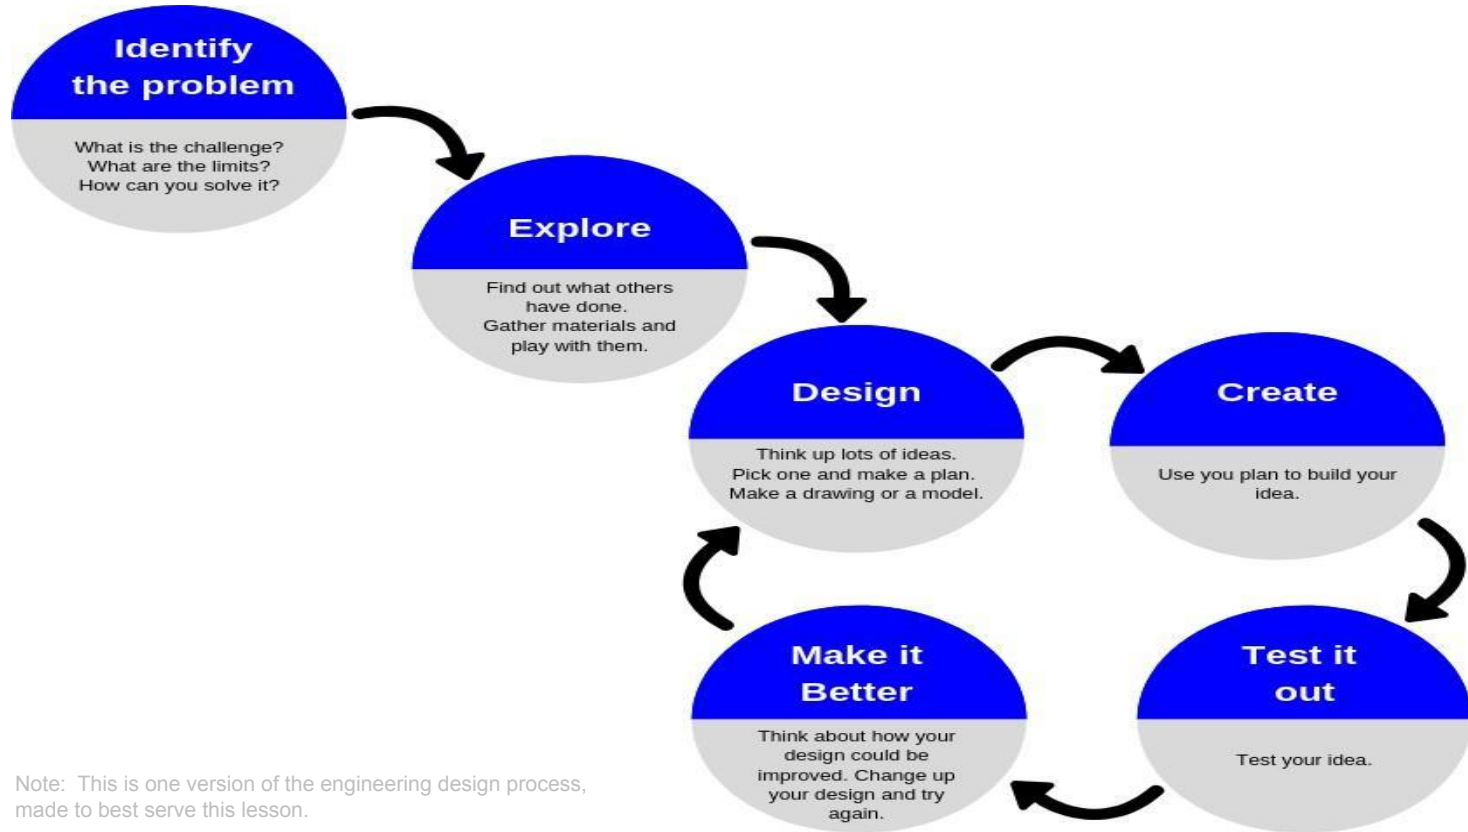 Identify
the problem
What is the challenge?
What are the limits?
How can you solve it?
Explore
Find out what others
have done.
Gather materials and
play with them.
Design
Think up lots of ideas.
Pick one and make a plan.
Make a drawing or a model.
Create
Use you plan to build your
idea.
Test it
out
Test your idea.
Make it
Better
Think about how your
design could be
improved. Change up
your design and try
again.
Note: This is one version of the engineering design process,
made to best serve this lesson.